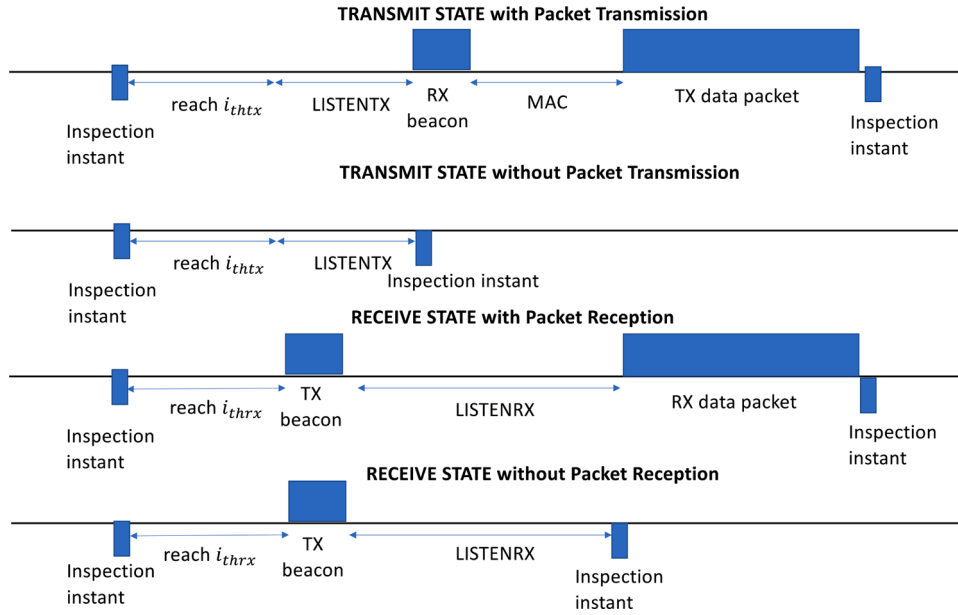 TRANSMIT STATE with Packet Transmission
reach i_thtx
LISTENTX
RX
beacon
MAC
TX data packet
Inspection
instant
Inspection
instant
TRANSMIT STATE without Packet Transmission
reach i_thtx
LISTENTX
Inspection instant
Inspection
instant
RECEIVE STATE with Packet Reception
reach i_thrx
TX
beacon
LISTENRX
RX data packet
Inspection
instant
Inspection
instant
RECEIVE STATE without Packet Reception
reach i_thrx
TX
beacon
LISTENRX
Inspection
instant
Inspection
instant